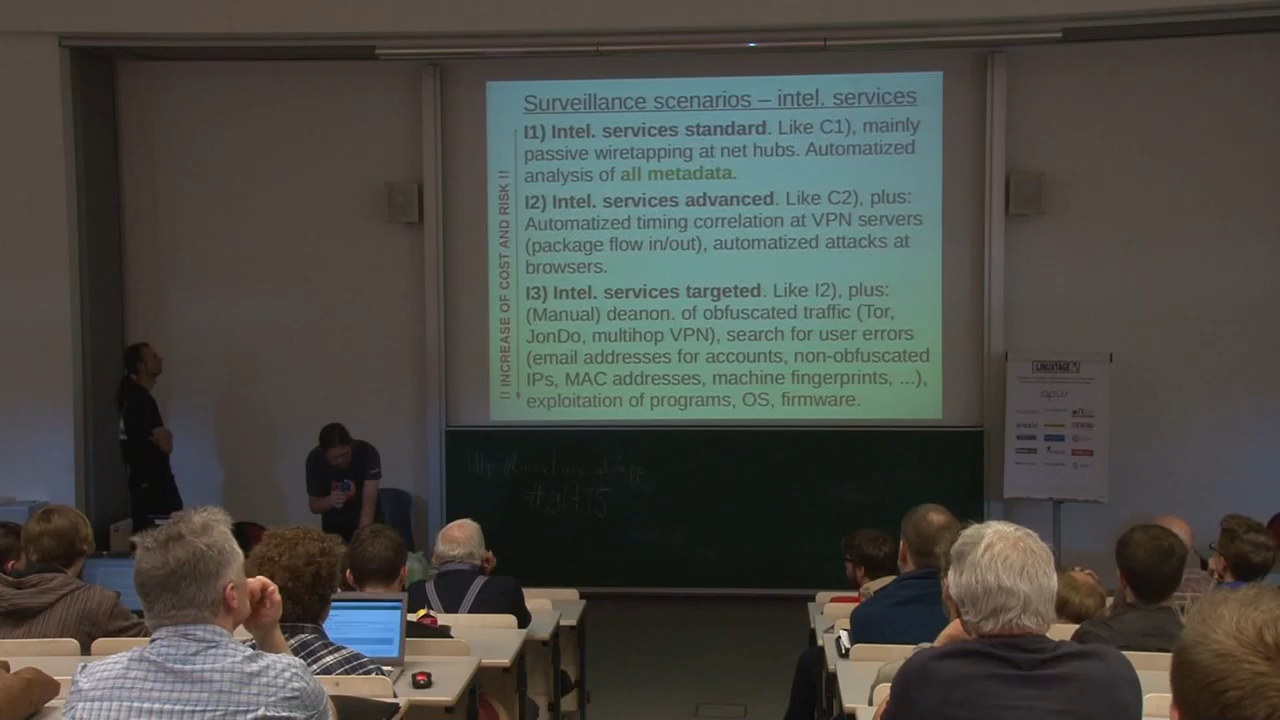 Surveillance scenarios – intel. services
I1) Intel. services standard. Like C1), mainly
passive wiretapping at net hubs. Automatized
analysis of all metadata.
I2) Intel. services advanced. Like C2), plus:
Automatized timing correlation at VPN servers
(package flow in/out), automatized attacks at
browsers.
I3) Intel. services targeted. Like I2), plus:
(Manual) deanon. of obfuscated traffic (Tor,
JonDo, multihop VPN), search for user errors
(email addresses for accounts, non-obfuscated
IPs, MAC addresses, machine fingerprints, ...),
exploitation of programs, OS, firmware.
!! INCREASE OF COST AND RISK !!
LINUXTAGE
#glt15